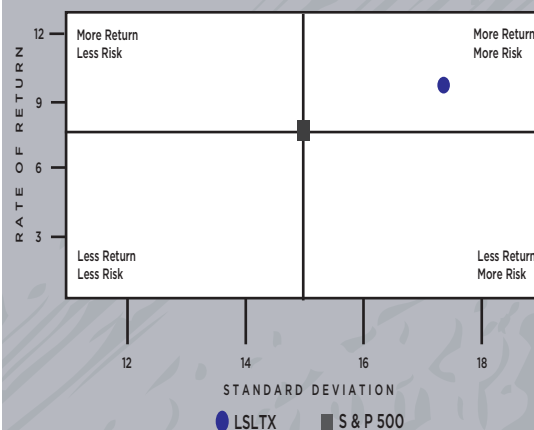 12
More Return
Less Risk
More Return
More Risk
9
RATE OF RETURN
6
3
Less Return
Less Risk
Less Return
More Risk
12
14
16
18
STANDARD DEVIATION
LSLTX
S & P 500